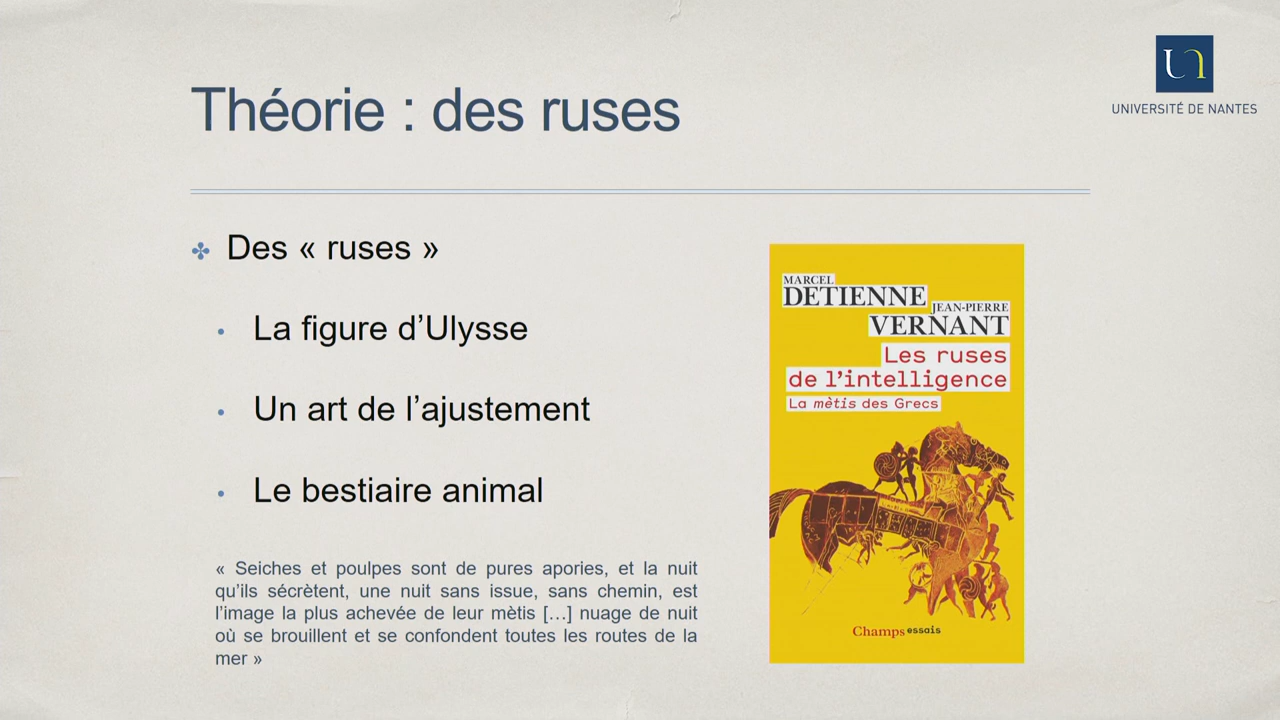 Théorie : des ruses
UNIVERSITÉ DE NANTES
Des « ruses »
La figure d’Ulysse
Un art de l’ajustement
Le bestiaire animal
« Seiches et poulpes sont de pures apories, et la nuit
qu’ils sécrètent, une nuit sans issue, sans chemin, est
l’image la plus achevée de leur mètis […] nuage de nuit
où se brouillent et se confondent toutes les routes de la
mer »
MARCEL
DETIENNE
JEAN-PIERRE
VERNANT
Les ruses
de l’intelligence
La mètis des Grecs
Champs essais